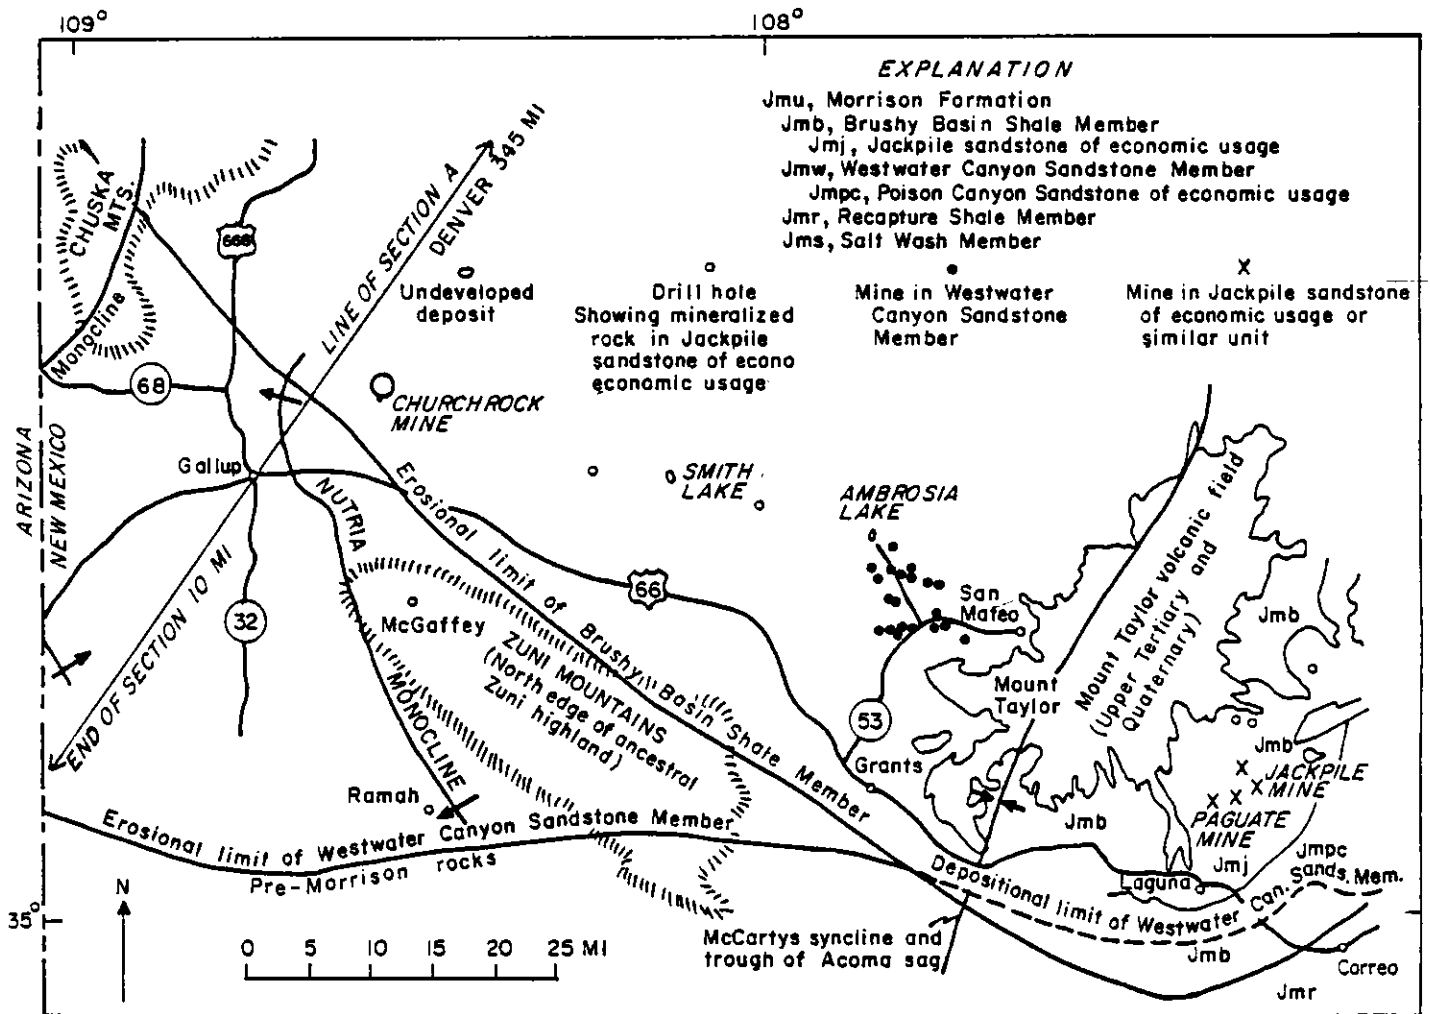 109°
108°
EXPLANATION
Jmu, Morrison Formation
Jmb, Brushy Basin Shale Member
Jmj, Jackpile sandstone of economic usage
Jmw, Westwater Canyon Sandstone Member
Jmpc, Poison Canyon Sandstone of economic usage
Jmr, Recapture Shale Member
Jms, Salt Wash Member
Undeveloped
deposit
Drill hole
Showing mineralized
rock in Jackpile
sandstone of econo
economic usage
Mine in Westwater
Canyon Sandstone
Member
Mine in Jackpile sandstone
of economic usage or
similar unit
CHUSKA
MTS.
Monocline
666
LINE OF SECTION A
DENVER 345 MI
68
CHURCHROCK
MINE
ARIZONA
NEW MEXICO
Gallup
SMITH
LAKE
AMBROSIA
LAKE
NUTRIA
MONOCLINE
Erosional limit of Brushy Basin Shale Member
66
END OF SECTION 10 MI
32
McGaffey
ZUNI MOUNTAINS
(North edge of ancestral
Zuni highland)
San
Mateo
Mount Taylor volcanic field
(Upper Tertiary and
Quaternary)
Jmb
Mount
Taylor
53
Grants
Jmb
JACKPILE
MINE
PAGUATE
MINE
Ramah
Jmb
Jmj
Jmpc
Erosional limit of Westwater Canyon Sandstone Member
Pre-Morrison rocks
Laguna
Depositional limit of Westwater Can. Sands. Mem.
N
35°
0 5 10 15 20 25 MI
McCartys syncline and
trough of Acoma sag
Jmb
Correo
Jmr